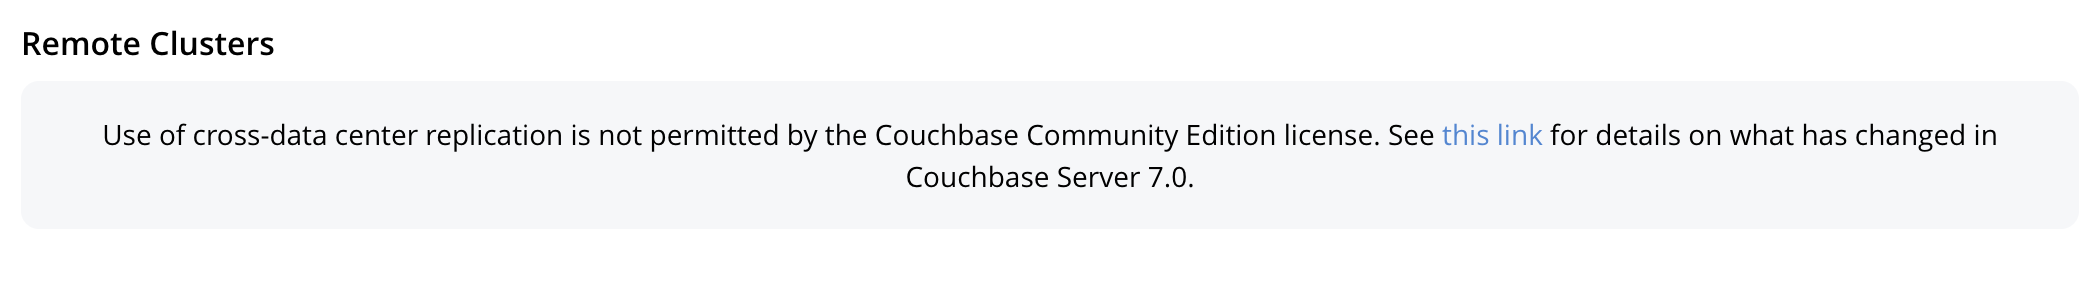 Remote Clusters
Use of cross-data center replication is not permitted by the Couchbase Community Edition license. See this link for details on what has changed in
Couchbase Server 7.0.